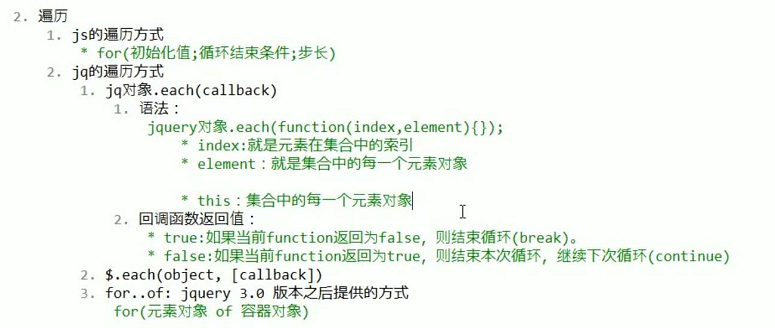 2. 遍历
1. js的遍历方式
* for(初始化值;循环结束条件;步长)
2. jq的遍历方式
1. jq对象.each(callback)
1. 语法：
jquery对象.each(function(index,element){});
* index:就是元素在集合中的索引
* element：就是集合中的每一个元素对象
* this：集合中的每一个元素对象
2. 回调函数返回值：
* true:如果当前function返回为false，则结束循环(break)。
* false:如果当前function返回为true，则结束本次循环，继续下次循环(continue)
2. $.each(object, [callback])
3. for..of: jquery 3.0 版本之后提供的方式
for(元素对象 of 容器对象)